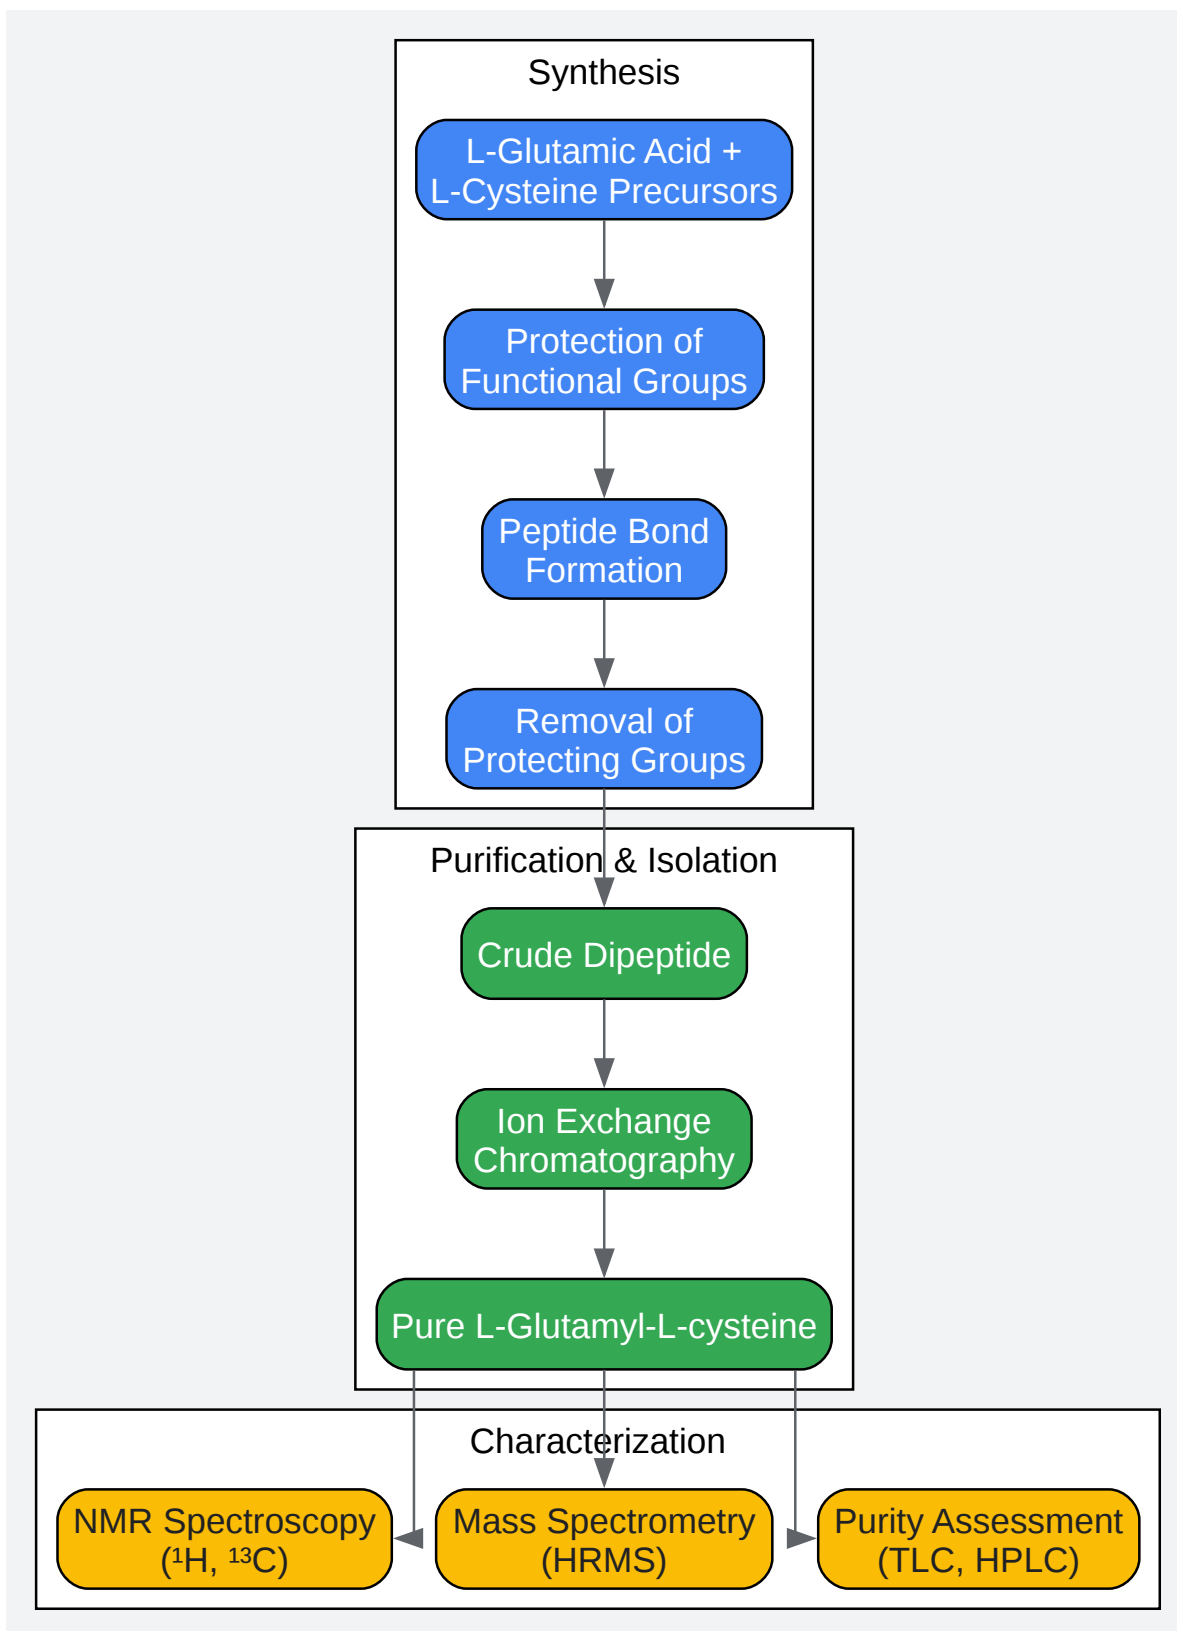 Synthesis
L-Glutamic Acid +
L-Cysteine Precursors
Protection of
Functional Groups
Peptide Bond
Formation
Removal of
Protecting Groups
Purification & Isolation
Crude Dipeptide
Ion Exchange
Chromatography
Pure L-Glutamyl-L-cysteine
Characterization
NMR Spectroscopy
(¹H, ¹³C)
Mass Spectrometry
(HRMS)
Purity Assessment
(TLC, HPLC)